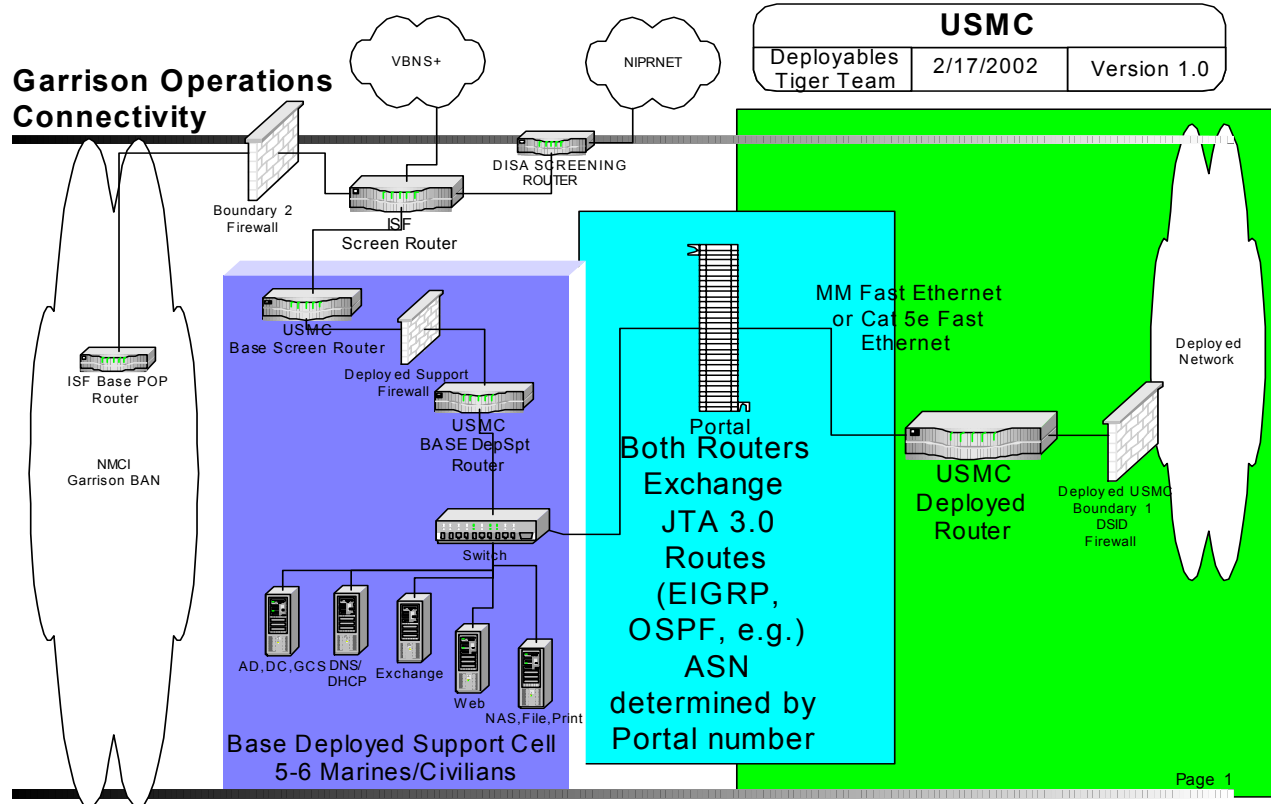 USMC
Deployables
Tiger Team
2/17/2002
Version 1.0
Garrison Operations
Connectivity
VBNS+
NIPRNET
DISA SCREENING
ROUTER
Boundary 2
Firewall
ISF
Screen Router
USMC
Base Screen Router
Deployed Support
Firewall
ISF Base POP
Router
USMC
BASE DepSpt
Router
NMCI
Garrison BAN
Switch
AD,DC,GCS
DNS/
DHCP
Exchange
Web
NAS,File,Print
Base Deployed Support Cell
5-6 Marines/Civilians
Portal
Both Routers
Exchange
JTA 3.0
Routes
(EIGRP,
OSPF, e.g.)
ASN
determined by
Portal number
MM Fast Ethernet
or Cat 5e Fast
Ethernet
USMC
Deployed
Router
Deployed USMC
Boundary 1
DSID
Firewall
Deployed
Network
Page 1